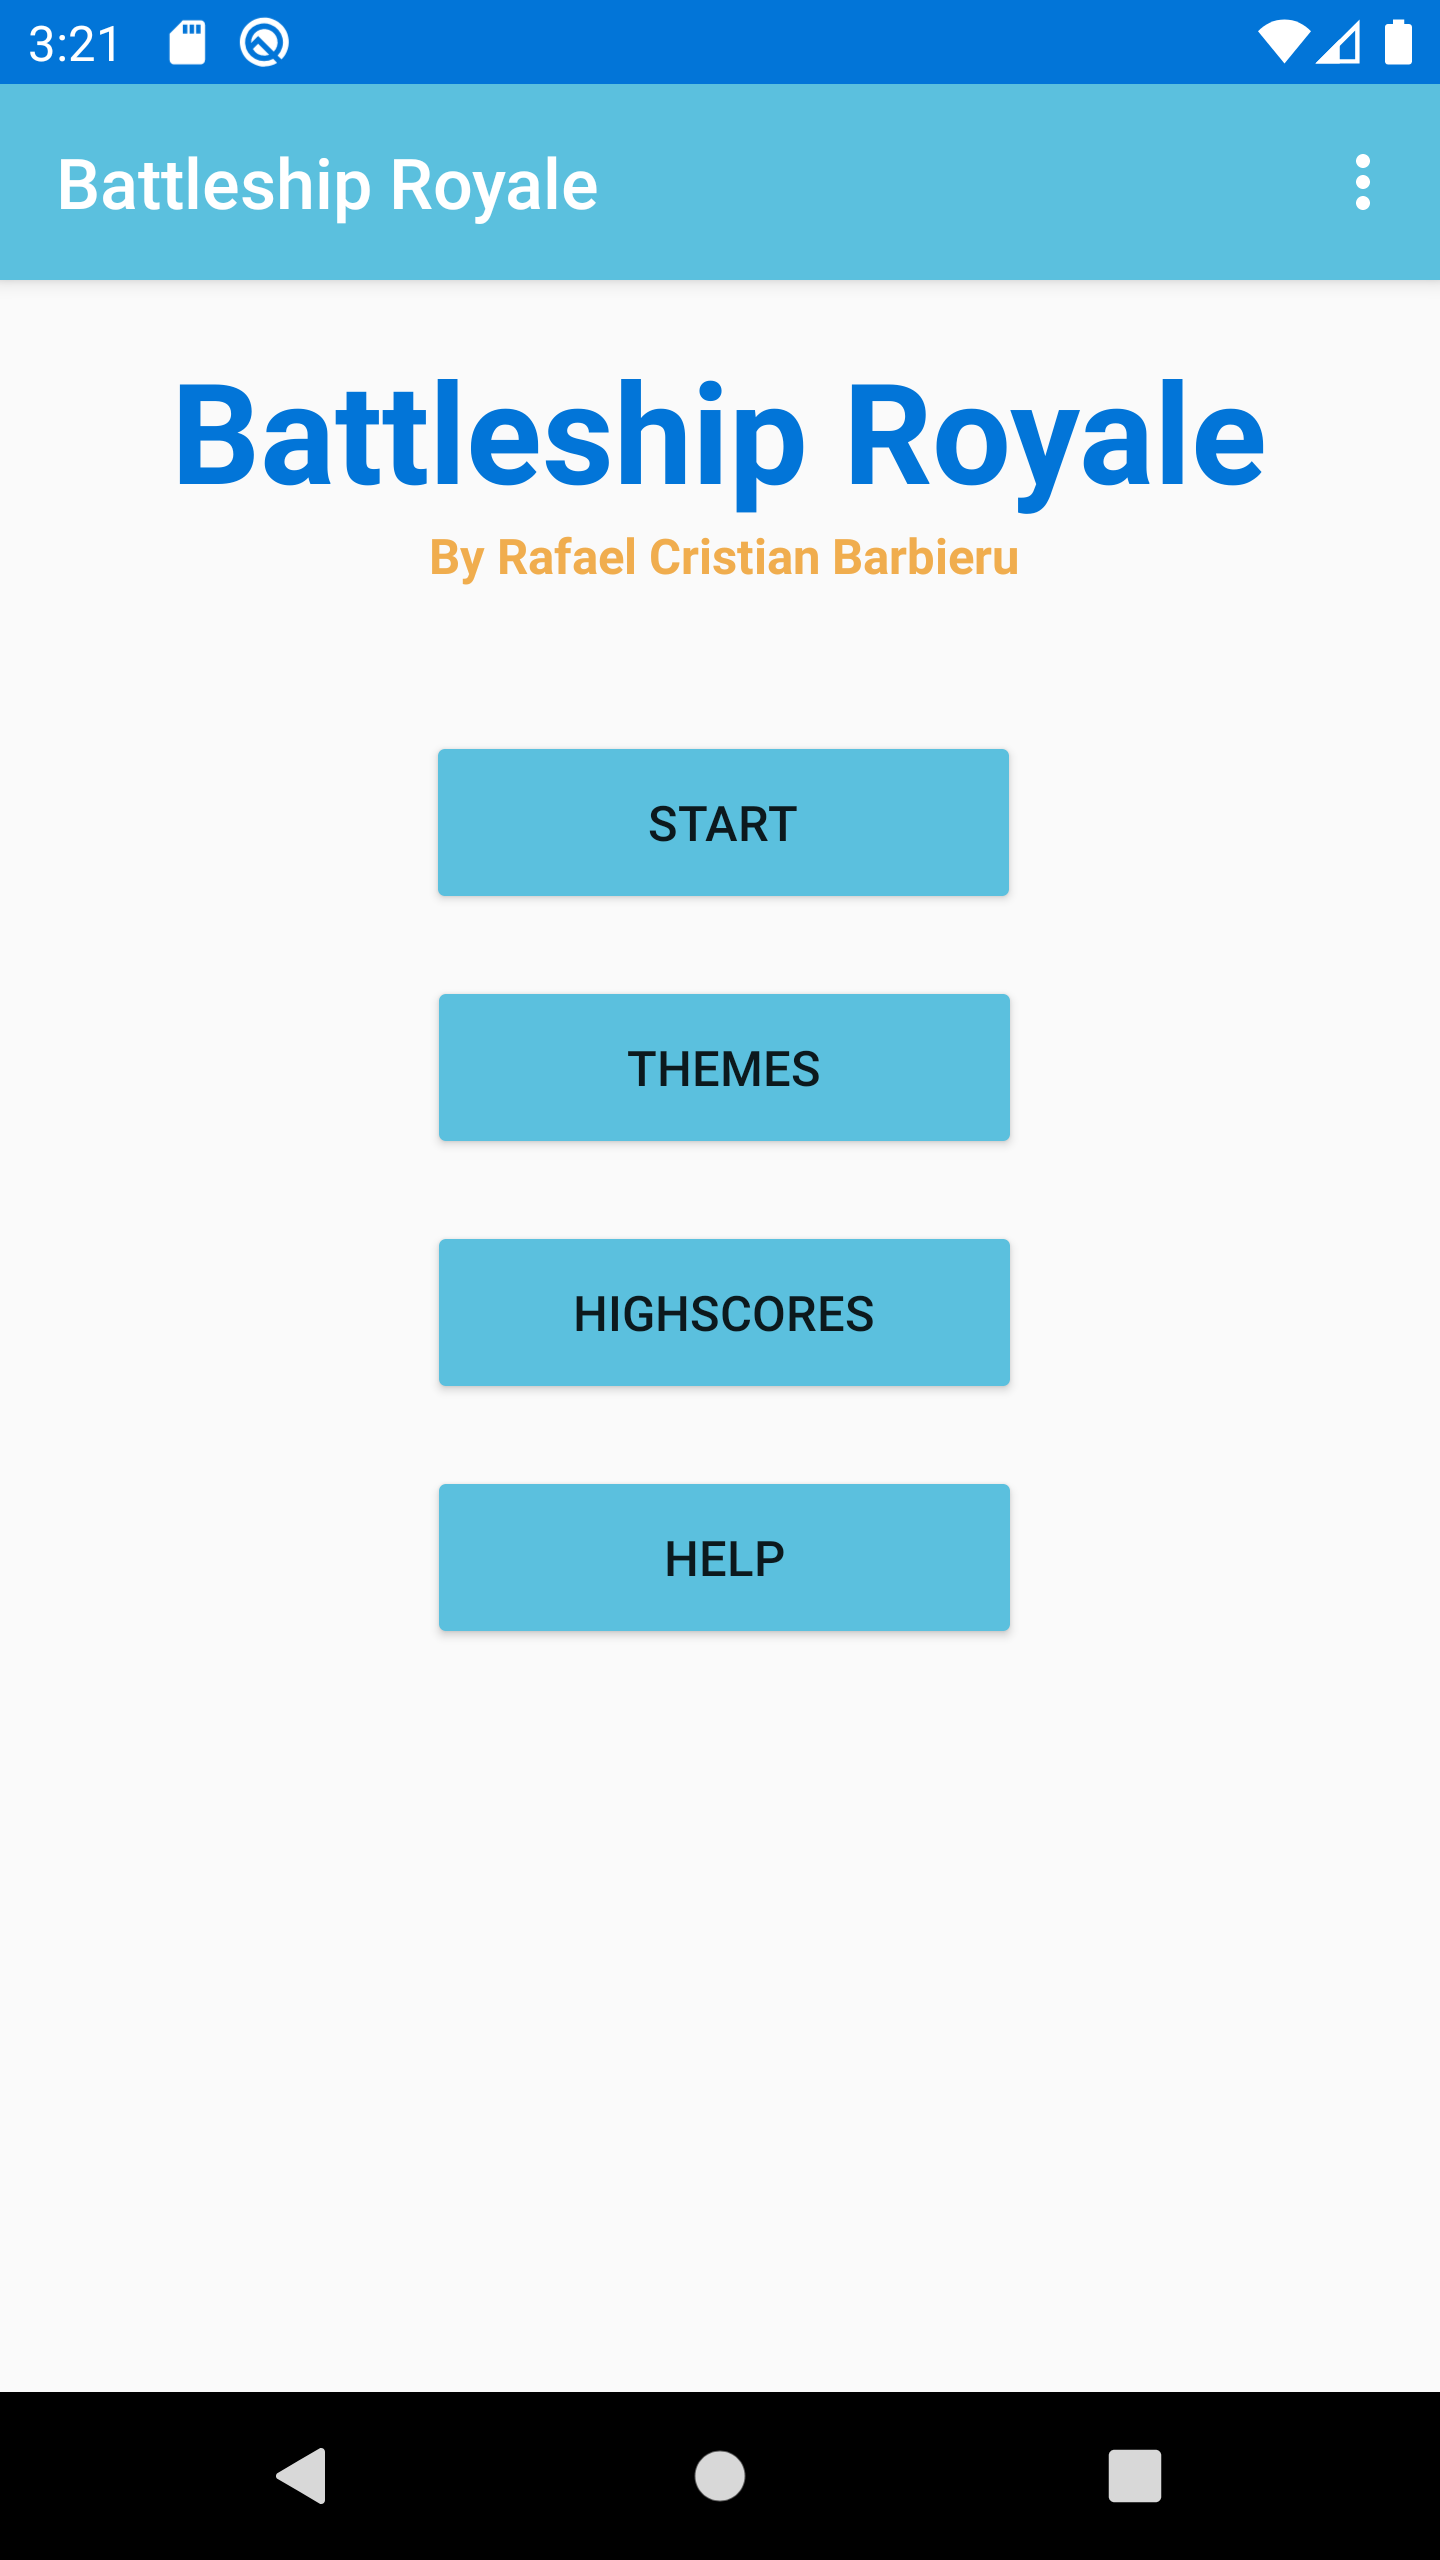 3:21
Battleship Royale
Battleship Royale
By Rafael Cristian Barbieru
START
THEMES
HIGHSCORES
HELP